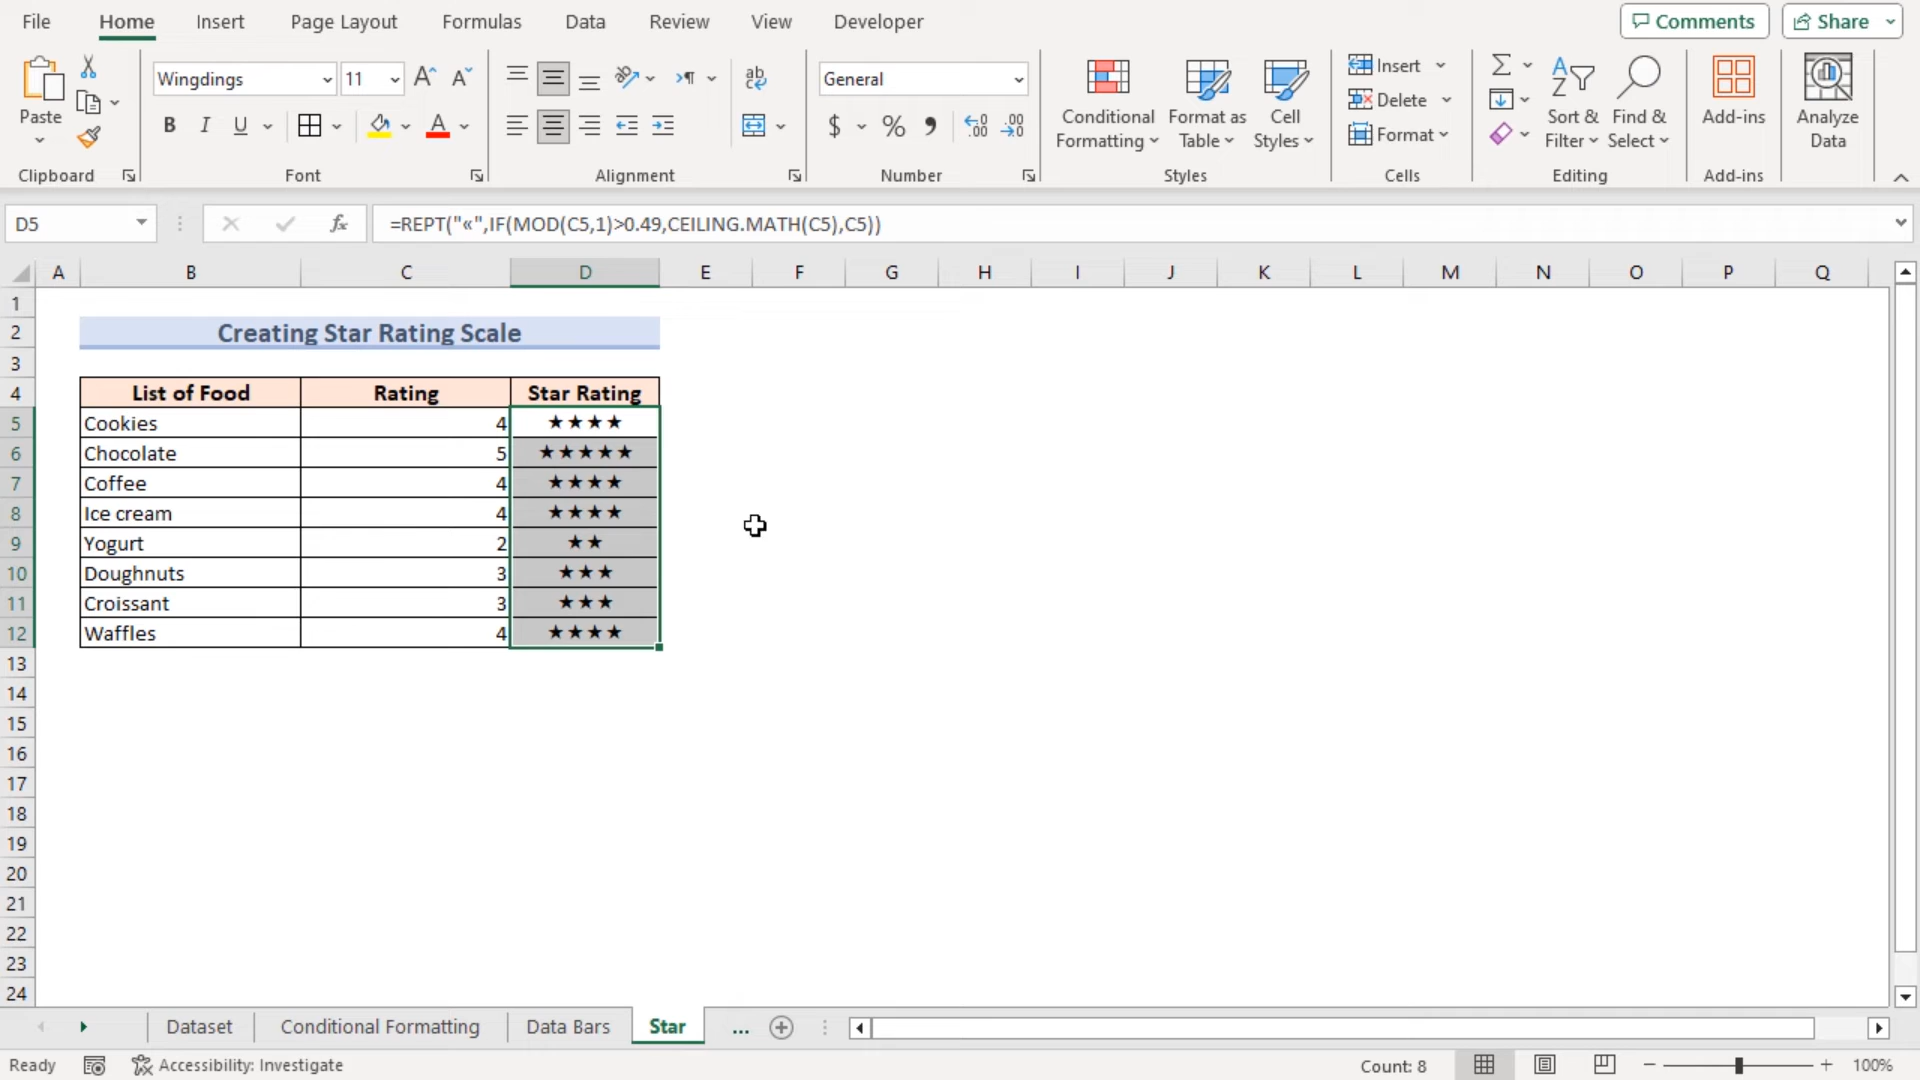 File Home Insert Page Layout Formulas Data Review View Developer Comments Share
Wingdings 11 General Insert
Paste Conditional Formatting Format as Table Cell Styles Delete Sort & Filter Find & Select Add-ins Analyze Data
Format
Clipboard Font Alignment Number Styles Cells Editing Add-ins
D5 fx =REPT("«",IF(MOD(C5,1)>0.49,CEILING.MATH(C5),C5))
A B C D E F G H I J K L M N O P Q
1
2 Creating Star Rating Scale
3
4 List of Food Rating Star Rating
5 Cookies 4 ★★★★
6 Chocolate 5 ★★★★★
7 Coffee 4 ★★★★
8 Ice cream 4 ★★★★
9 Yogurt 2 ★★
10 Doughnuts 3 ★★★
11 Croissant 3 ★★★
12 Waffles 4 ★★★★
13
14
15
16
17
18
19
20
21
22
23
24
Dataset Conditional Formatting Data Bars Star ...
Ready Accessibility: Investigate Count: 8 100%